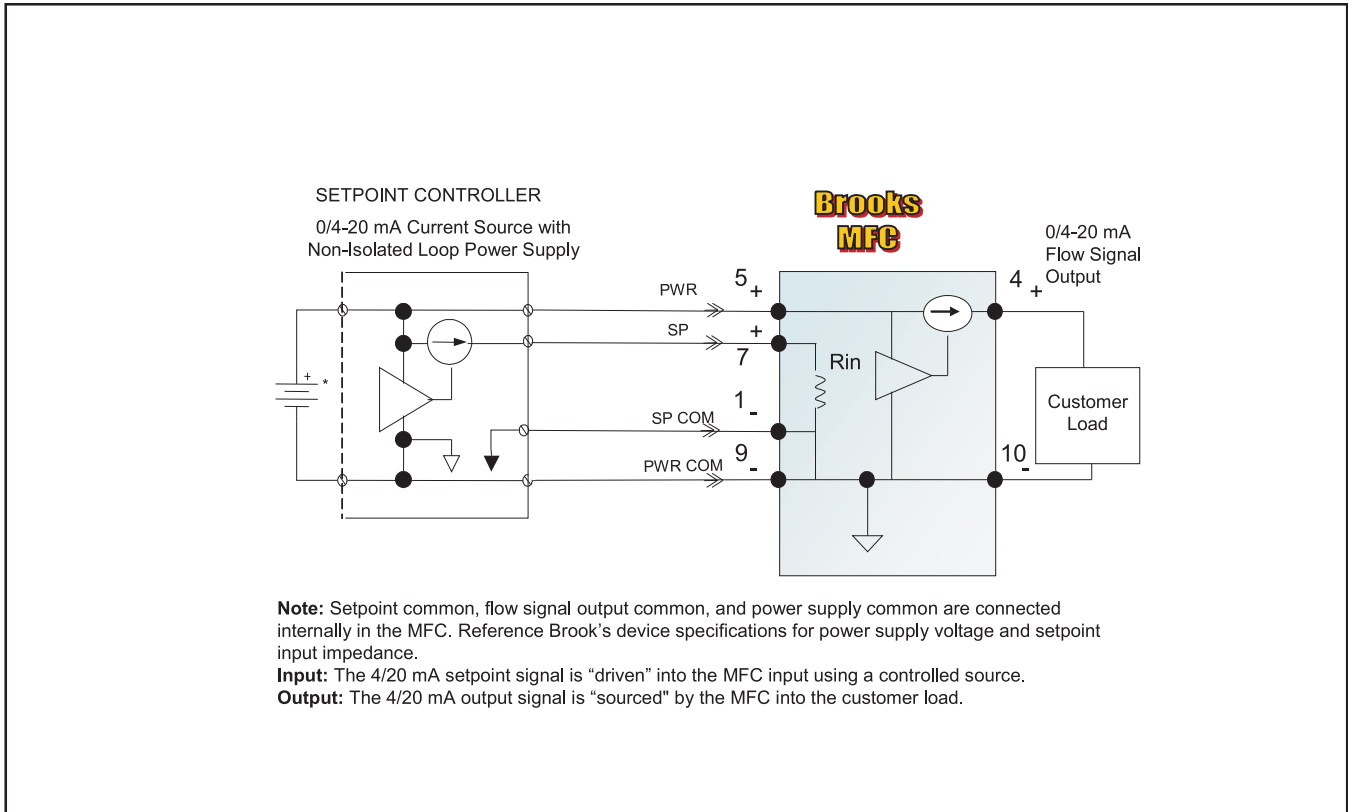 SETPOINT CONTROLLER
0/4-20 mA Current Source with
Non-Isolated Loop Power Supply
Brooks
MFC
0/4-20 mA
Flow Signal
Output
PWR
5
+
4
+
SP
+
7
Rin
+
*
1
-
SP COM
Customer
Load
9
-
PWR COM
10
-
Note: Setpoint common, flow signal output common, and power supply common are connected
internally in the MFC. Reference Brook's device specifications for power supply voltage and setpoint
input impedance.
Input: The 4/20 mA setpoint signal is “driven” into the MFC input using a controlled source.
Output: The 4/20 mA output signal is “sourced" by the MFC into the customer load.